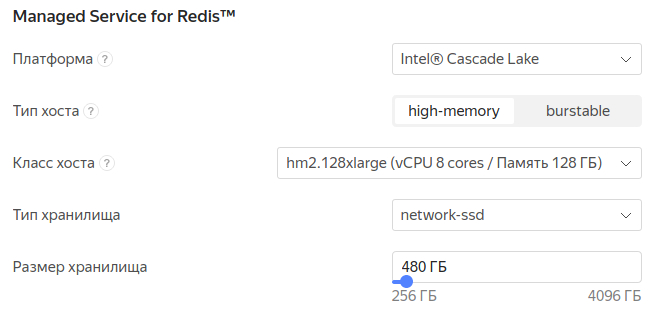 Managed Service for Redis™
Платформа ? Intel® Cascade Lake
Тип хоста ? high-memory burstable
Класс хоста ? hm2.128xlarge (vCPU 8 cores / Память 128 ГБ)
Тип хранилища network-ssd
Размер хранилища 480 ГБ
256 ГБ 4096 ГБ